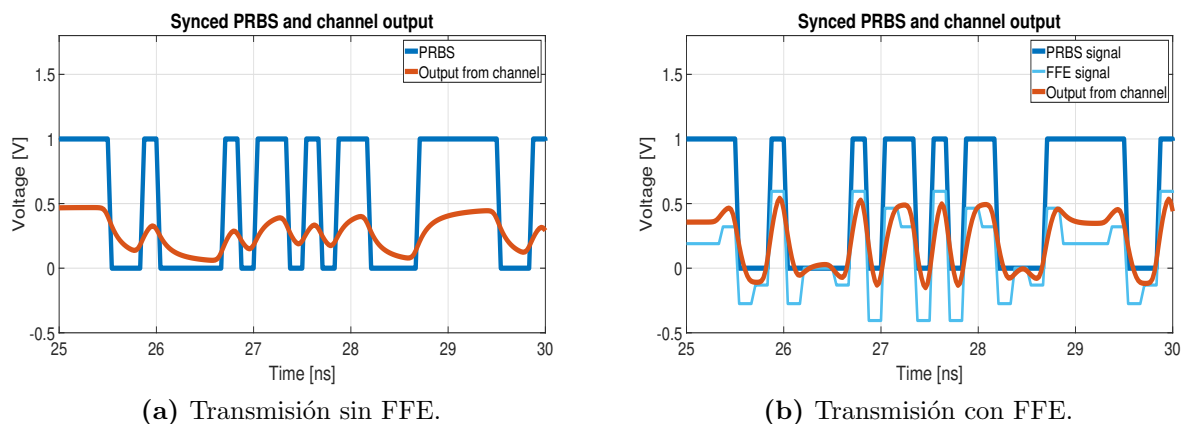 Synced PRBS and channel output
PRBS
Output from channel
1.5
1
0.5
0
-0.5
Voltage [V]
25 26 27 28 29 30
Time [ns]
(a) Transmisión sin FFE.
Synced PRBS and channel output
PRBS signal
FFE signal
Output from channel
1.5
1
0.5
0
-0.5
Voltage [V]
25 26 27 28 29 30
Time [ns]
(b) Transmisión con FFE.